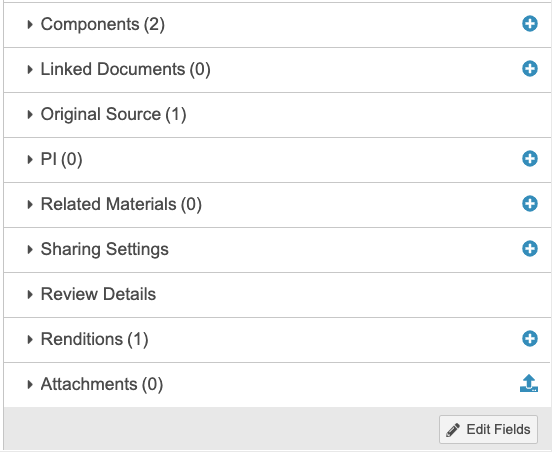 Components (2)
Linked Documents (0)
Original Source (1)
PI (0)
Related Materials (0)
Sharing Settings
Review Details
Renditions (1)
Attachments (0)
Edit Fields